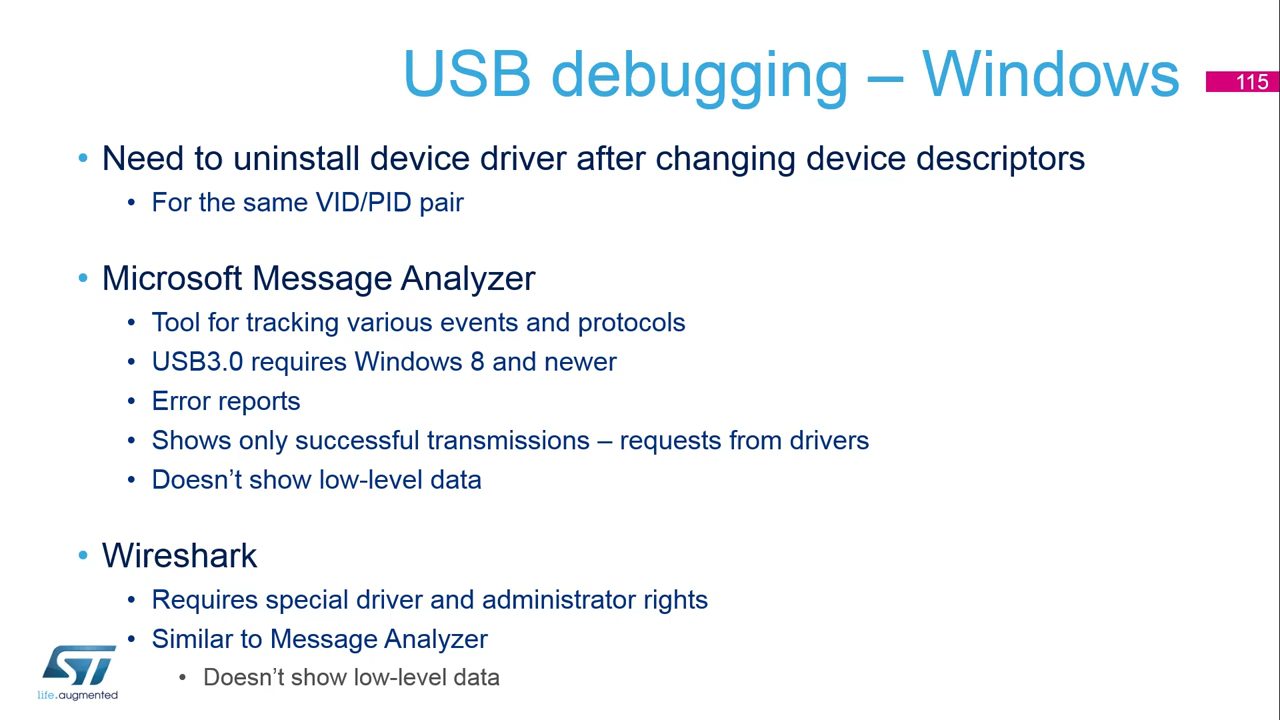 USB debugging – Windows
115
• Need to uninstall device driver after changing device descriptors
• For the same VID/PID pair
• Microsoft Message Analyzer
• Tool for tracking various events and protocols
• USB3.0 requires Windows 8 and newer
• Error reports
• Shows only successful transmissions – requests from drivers
• Doesn’t show low-level data
• Wireshark
• Requires special driver and administrator rights
• Similar to Message Analyzer
• Doesn’t show low-level data
ST
life.augmented